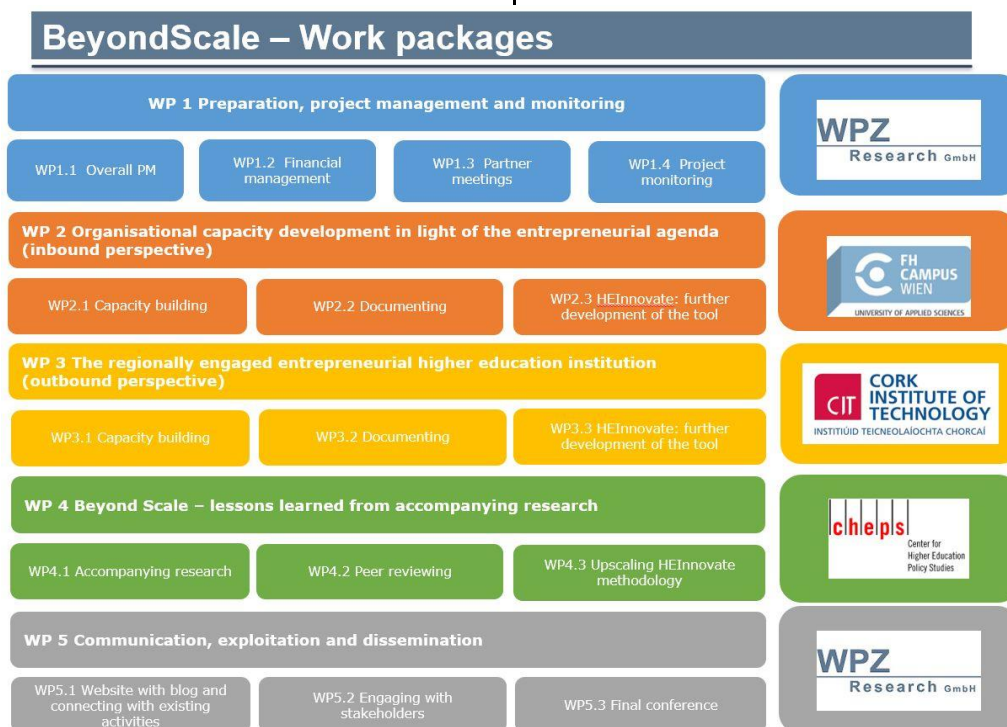 BeyondScale – Work packages
WP 1 Preparation, project management and monitoring
WPZ
Research GmbH
WP1.1 Overall PM
WP1.2 Financial
management
WP1.3 Partner
meetings
WP1.4 Project
monitoring
WP 2 Organisational capacity development in light of the entrepreneurial agenda
(inbound perspective)
FH
CAMPUS
WIEN
UNIVERSITY OF APPLIED SCIENCES
WP2.1 Capacity building
WP2.2 Documenting
WP2.3 HEInnovate: further
development of the tool
WP 3 The regionally engaged entrepreneurial higher education institution
(outbound perspective)
CIT
CORK
INSTITUTE OF
TECHNOLOGY
INSTITIÚID TEICNEOLAÍOCHTA CHORCAÍ
WP3.1 Capacity building
WP3.2 Documenting
WP3.3 HEInnovate: further
development of the tool
WP 4 Beyond Scale – lessons learned from accompanying research
cheps
Center for
Higher Education
Policy Studies
WP4.1 Accompanying research
WP4.2 Peer reviewing
WP4.3 Upscaling HEInnovate
methodology
WP 5 Communication, exploitation and dissemination
WPZ
Research GmbH
WP5.1 Website with blog and
connecting with existing
activities
WP5.2 Engaging with
stakeholders
WP5.3 Final conference